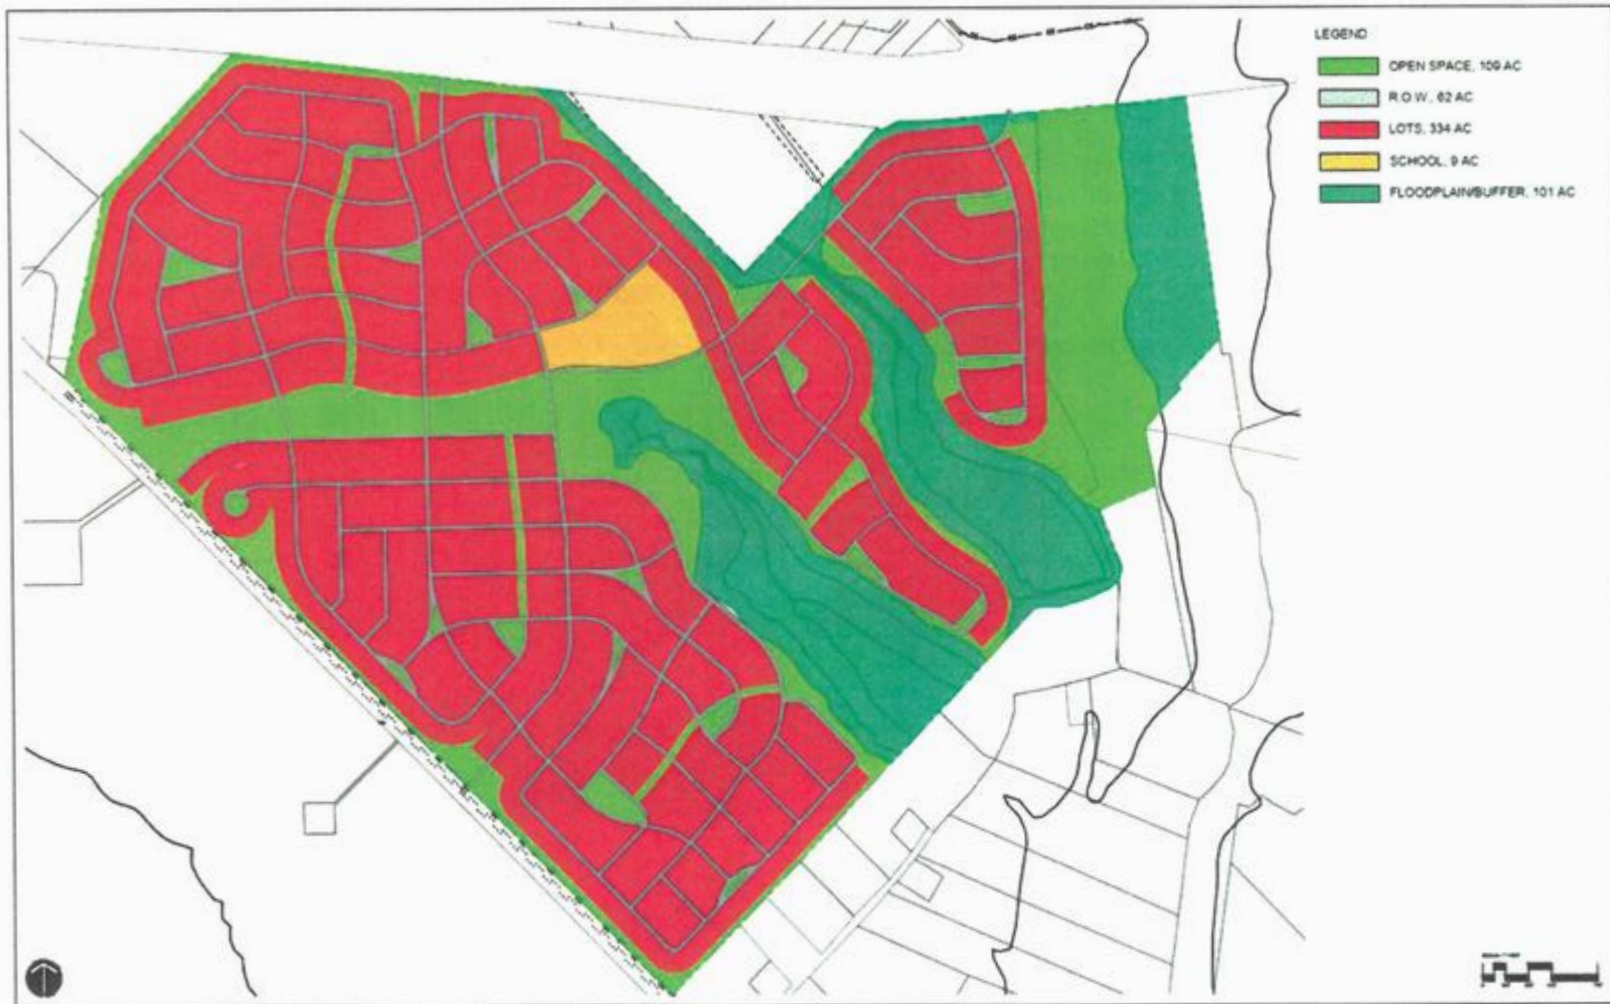 LEGEND
OPEN SPACE, 109 AC
R.O.W., 62 AC
LOTS, 334 AC
SCHOOL, 9 AC
FLOODPLAIN/BUFFER, 101 AC